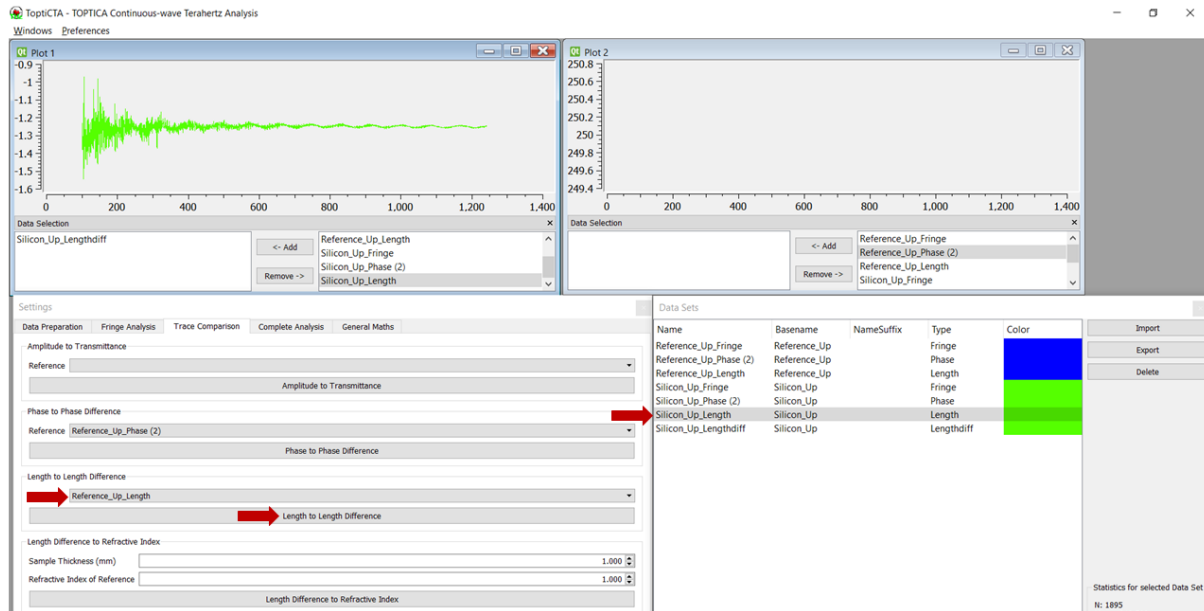 ToptiCTA - TOPTICA Continuous-wave Terahertz Analysis
Windows Preferences
Plot 1
-0.9
-1
-1.1
-1.2
-1.3
-1.4
-1.5
-1.6
0 200 400 600 800 1,000 1,200 1,400
Data Selection
Silicon_Up_Lengthdiff
<- Add
Remove ->
Reference_Up_Length
Silicon_Up_Fringe
Silicon_Up_Phase (2)
Silicon_Up_Length
Plot 2
250.8
250.6
250.4
250.2
250
249.8
249.6
249.4
0 200 400 600 800 1,000 1,200 1,400
Data Selection
<- Add
Remove ->
Reference_Up_Fringe
Reference_Up_Phase (2)
Reference_Up_Length
Silicon_Up_Fringe
Settings
Data Preparation Fringe Analysis Trace Comparison Complete Analysis General Maths
Amplitude to Transmittance
Reference
Amplitude to Transmittance
Phase to Phase Difference
Reference Reference_Up_Phase (2)
Phase to Phase Difference
Length to Length Difference
Reference_Up_Length
Length to Length Difference
Length Difference to Refractive Index
Sample Thickness (mm) 1.000
Refractive Index of Reference 1.000
Length Difference to Refractive Index
Data Sets
Name Basename NameSuffix Type Color
Reference_Up_Fringe Reference_Up Fringe
Reference_Up_Phase (2) Reference_Up Phase
Reference_Up_Length Reference_Up Length
Silicon_Up_Fringe Silicon_Up Fringe
Silicon_Up_Phase (2) Silicon_Up Phase
Silicon_Up_Length Silicon_Up Length
Silicon_Up_Lengthdiff Silicon_Up Lengthdiff
Import
Export
Delete
Statistics for selected Data Set
N: 1895